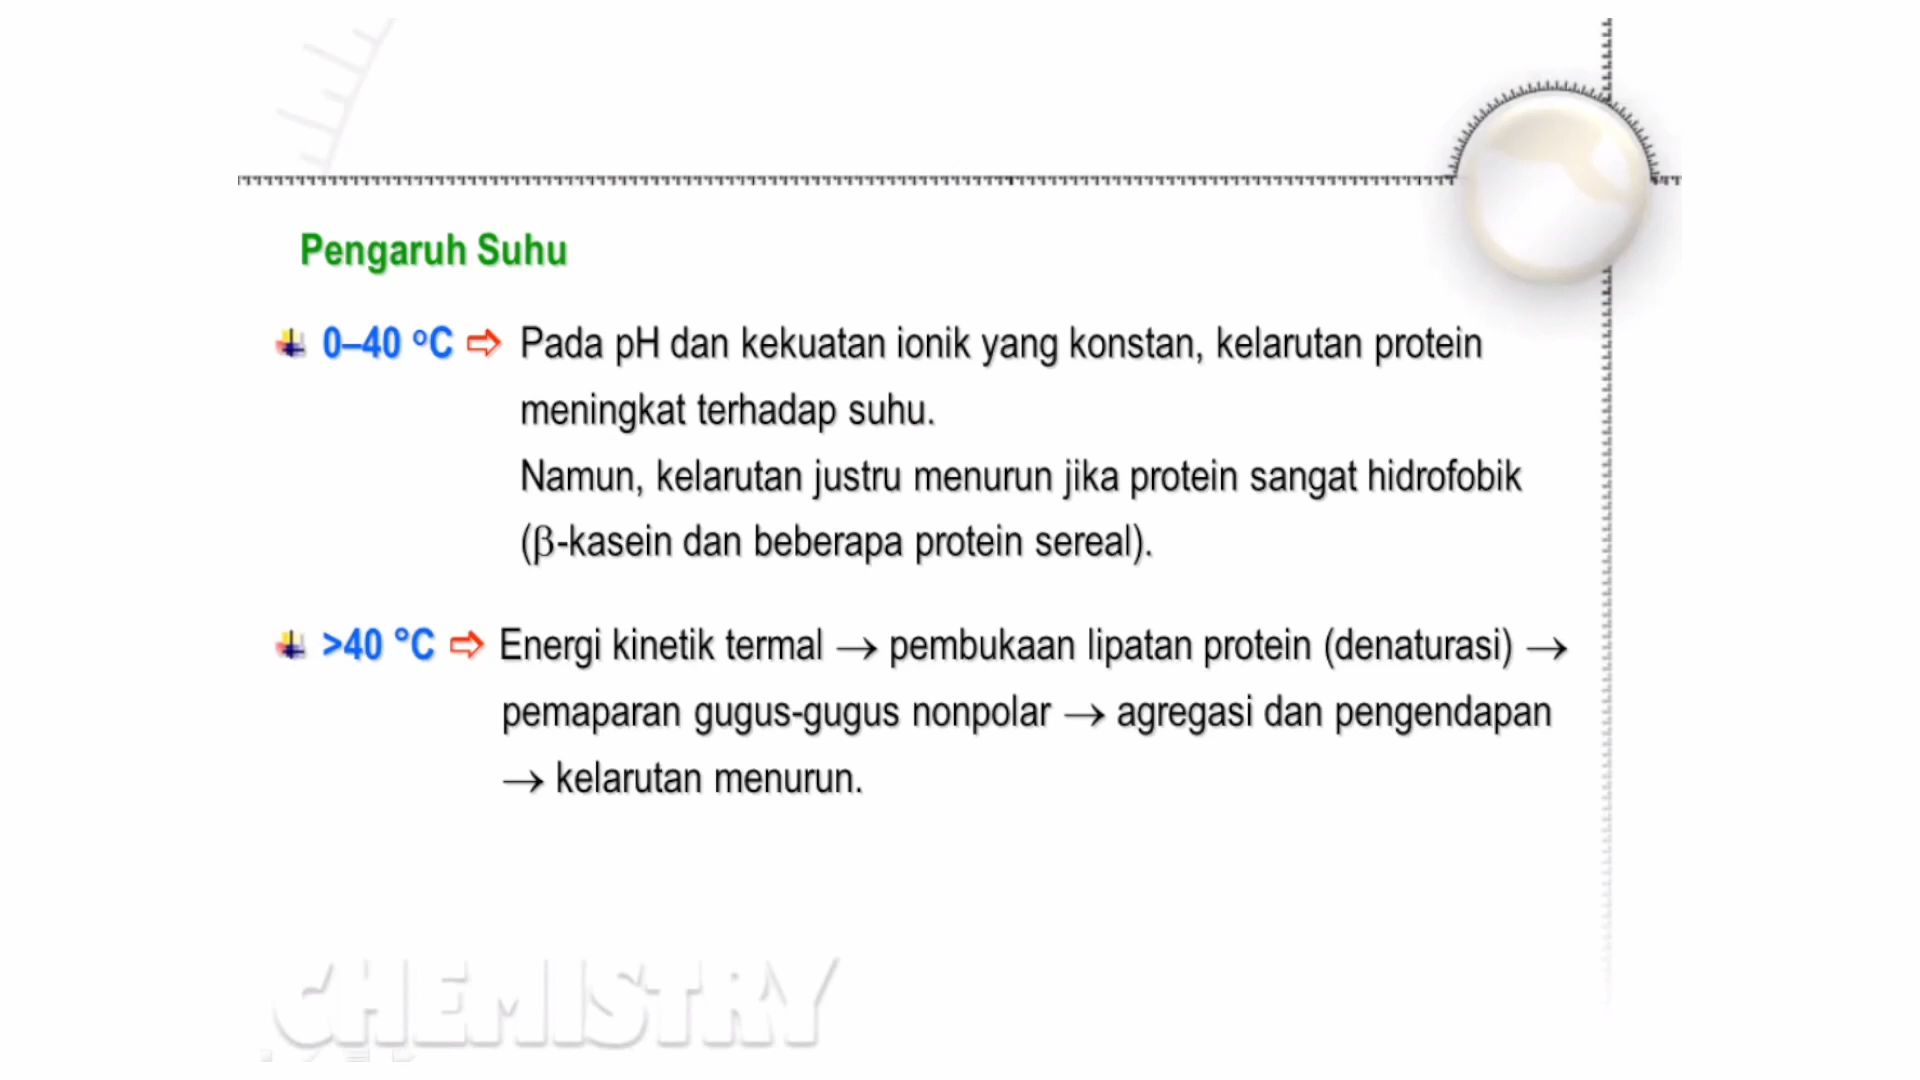 Pengaruh Suhu
0–40 °C ⇨ Pada pH dan kekuatan ionik yang konstan, kelarutan protein
meningkat terhadap suhu.
Namun, kelarutan justru menurun jika protein sangat hidrofobik
(β-kasein dan beberapa protein sereal).
>40 °C ⇨ Energi kinetik termal → pembukaan lipatan protein (denaturasi) →
pemaparan gugus-gugus nonpolar → agregasi dan pengendapan
→ kelarutan menurun.
CHEMISTRY